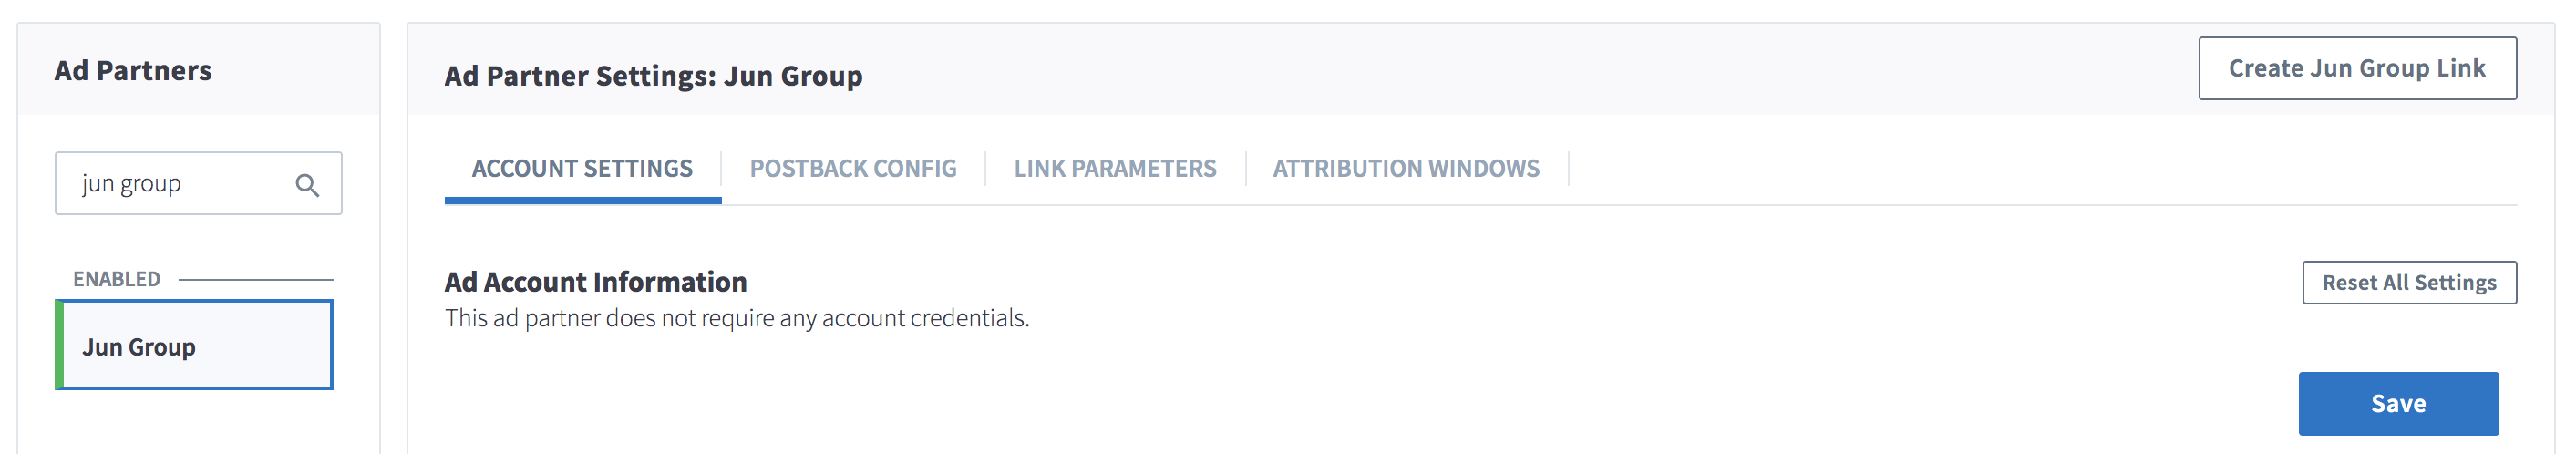 Ad Partners
jun group
ENABLED
Jun Group
Ad Partner Settings: Jun Group
Create Jun Group Link
ACCOUNT SETTINGS
POSTBACK CONFIG
LINK PARAMETERS
ATTRIBUTION WINDOWS
Ad Account Information
Reset All Settings
This ad partner does not require any account credentials.
Save